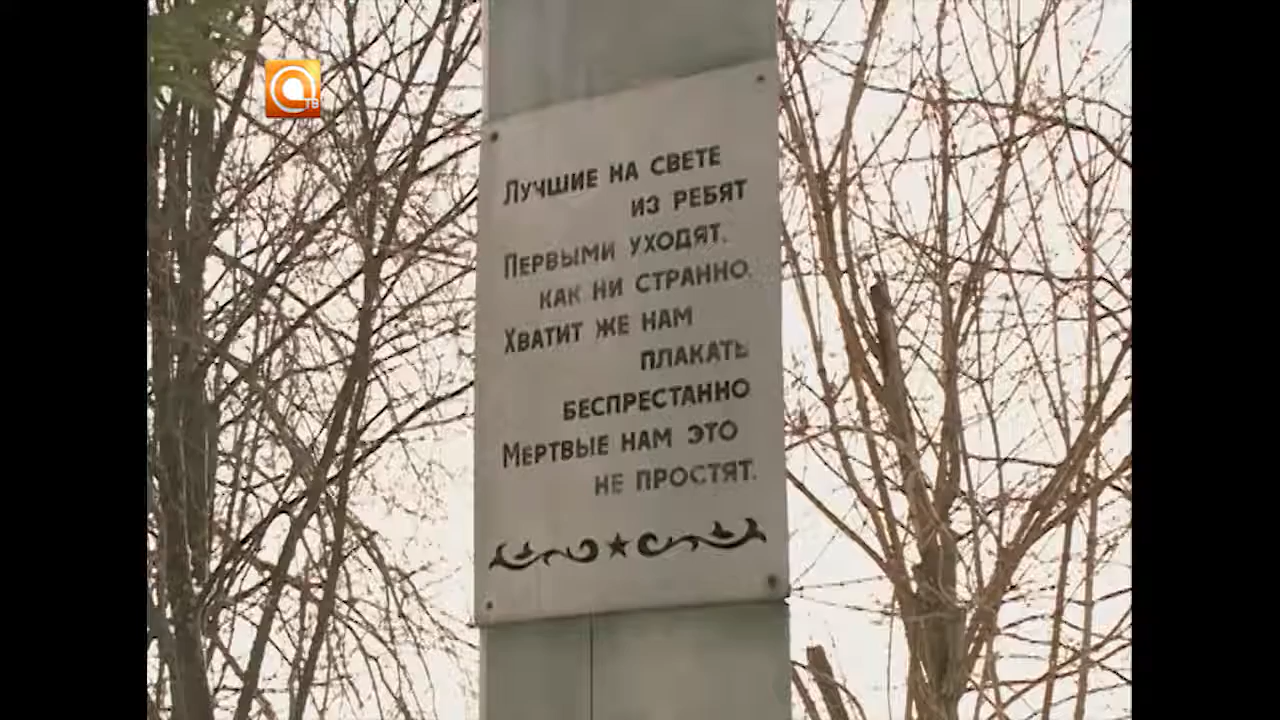 ТВ
Лучшие на свете
из ребят
Первыми уходят,
как ни странно.
Хватит же нам
плакать
беспрестанно
Мертвые нам это
не простят.